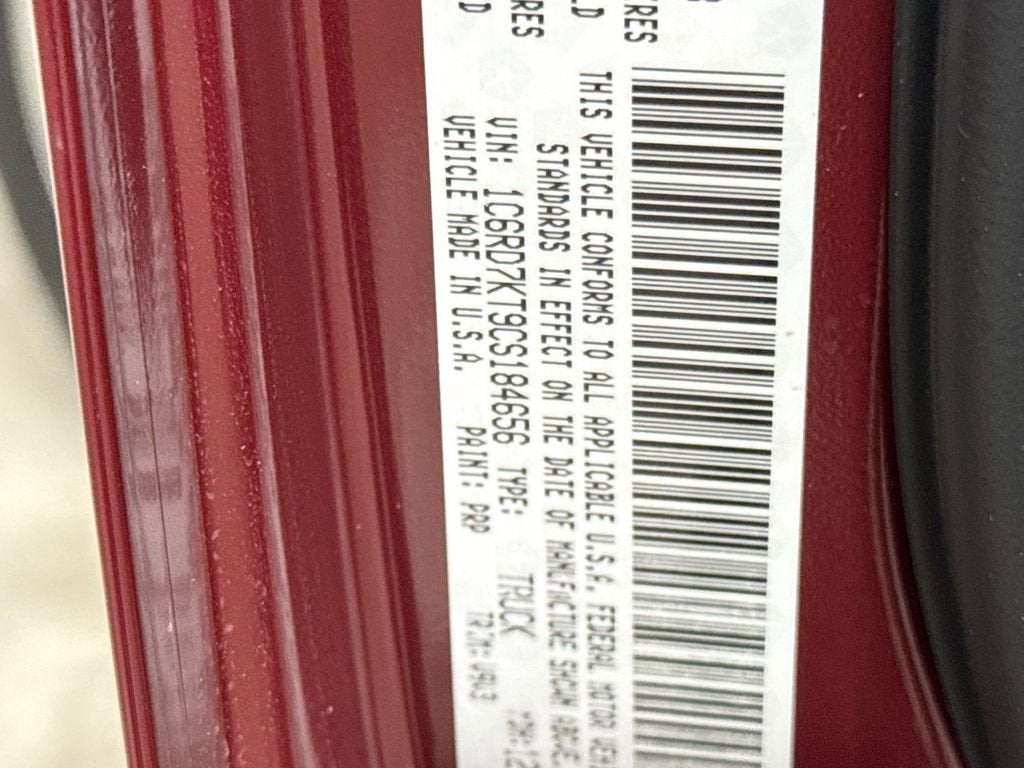 THIS VEHICLE CONFORMS TO ALL APPLICABLE U.S.A. FEDERAL MOTOR
STANDARDS IN EFFECT ON THE DATE OF MANUFACTURE SHOWN ABOVE.
VIN: 1C6RD7KT9CS184656 TYPE: TRUCK
VEHICLE MADE IN U.S.A. PAINT: PRP TRIM: